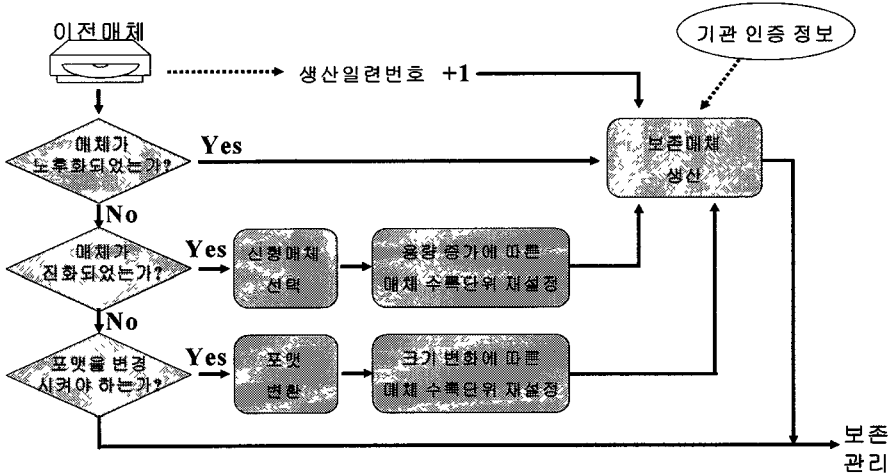 이전매체
기관 인증 정보
생산일련번호 +1
매체가
노후화되었는가?
Yes
보존매체
생산
No
매체가
진화되었는가?
Yes
신형매체
선택
용량 증가에 따른
매체 수록단위 재설정
No
포맷을 변경
시켜야 하는가?
Yes
포맷
변환
크기 변화에 따른
매체 수록단위 재설정
보존
관리